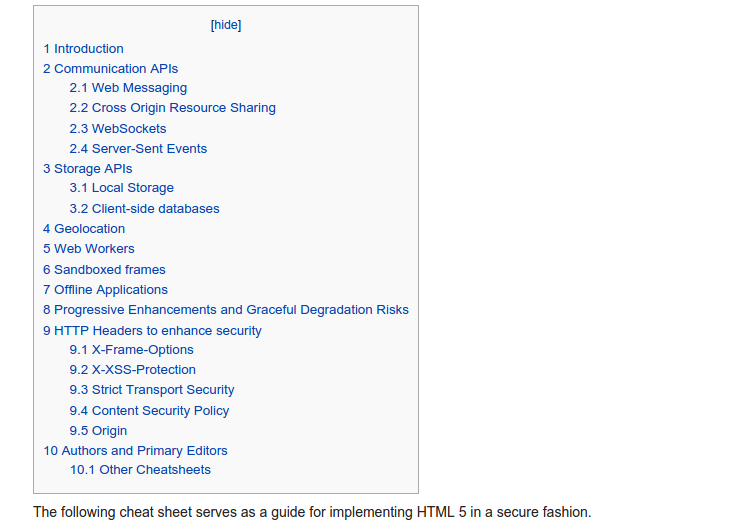 [hide]
1 Introduction
2 Communication APIs
2.1 Web Messaging
2.2 Cross Origin Resource Sharing
2.3 WebSockets
2.4 Server-Sent Events
3 Storage APIs
3.1 Local Storage
3.2 Client-side databases
4 Geolocation
5 Web Workers
6 Sandboxed frames
7 Offline Applications
8 Progressive Enhancements and Graceful Degradation Risks
9 HTTP Headers to enhance security
9.1 X-Frame-Options
9.2 X-XSS-Protection
9.3 Strict Transport Security
9.4 Content Security Policy
9.5 Origin
10 Authors and Primary Editors
10.1 Other Cheatsheets
The following cheat sheet serves as a guide for implementing HTML 5 in a secure fashion.